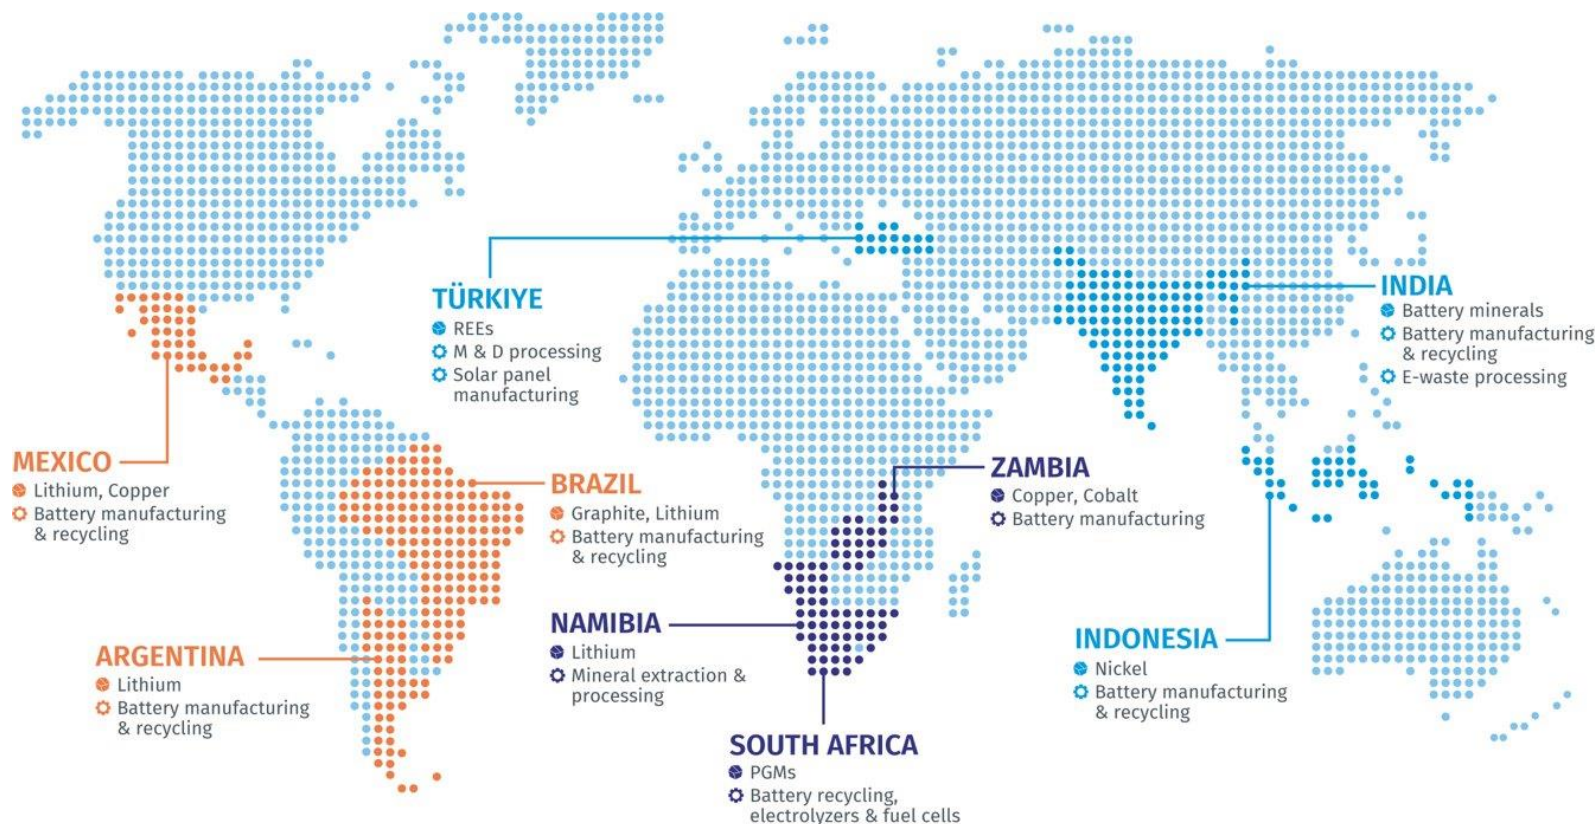 TÜRKIYE
REEs
M & D processing
Solar panel
manufacturing
INDIA
Battery minerals
Battery manufacturing
& recycling
E-waste processing
MEXICO
Lithium, Copper
Battery manufacturing
& recycling
BRAZIL
Graphite, Lithium
Battery manufacturing
& recycling
ZAMBIA
Copper, Cobalt
Battery manufacturing
ARGENTINA
Lithium
Battery manufacturing
& recycling
NAMIBIA
Lithium
Mineral extraction &
processing
INDONESIA
Nickel
Battery manufacturing
& recycling
SOUTH AFRICA
PGMs
Battery recycling,
electrolyzers & fuel cells